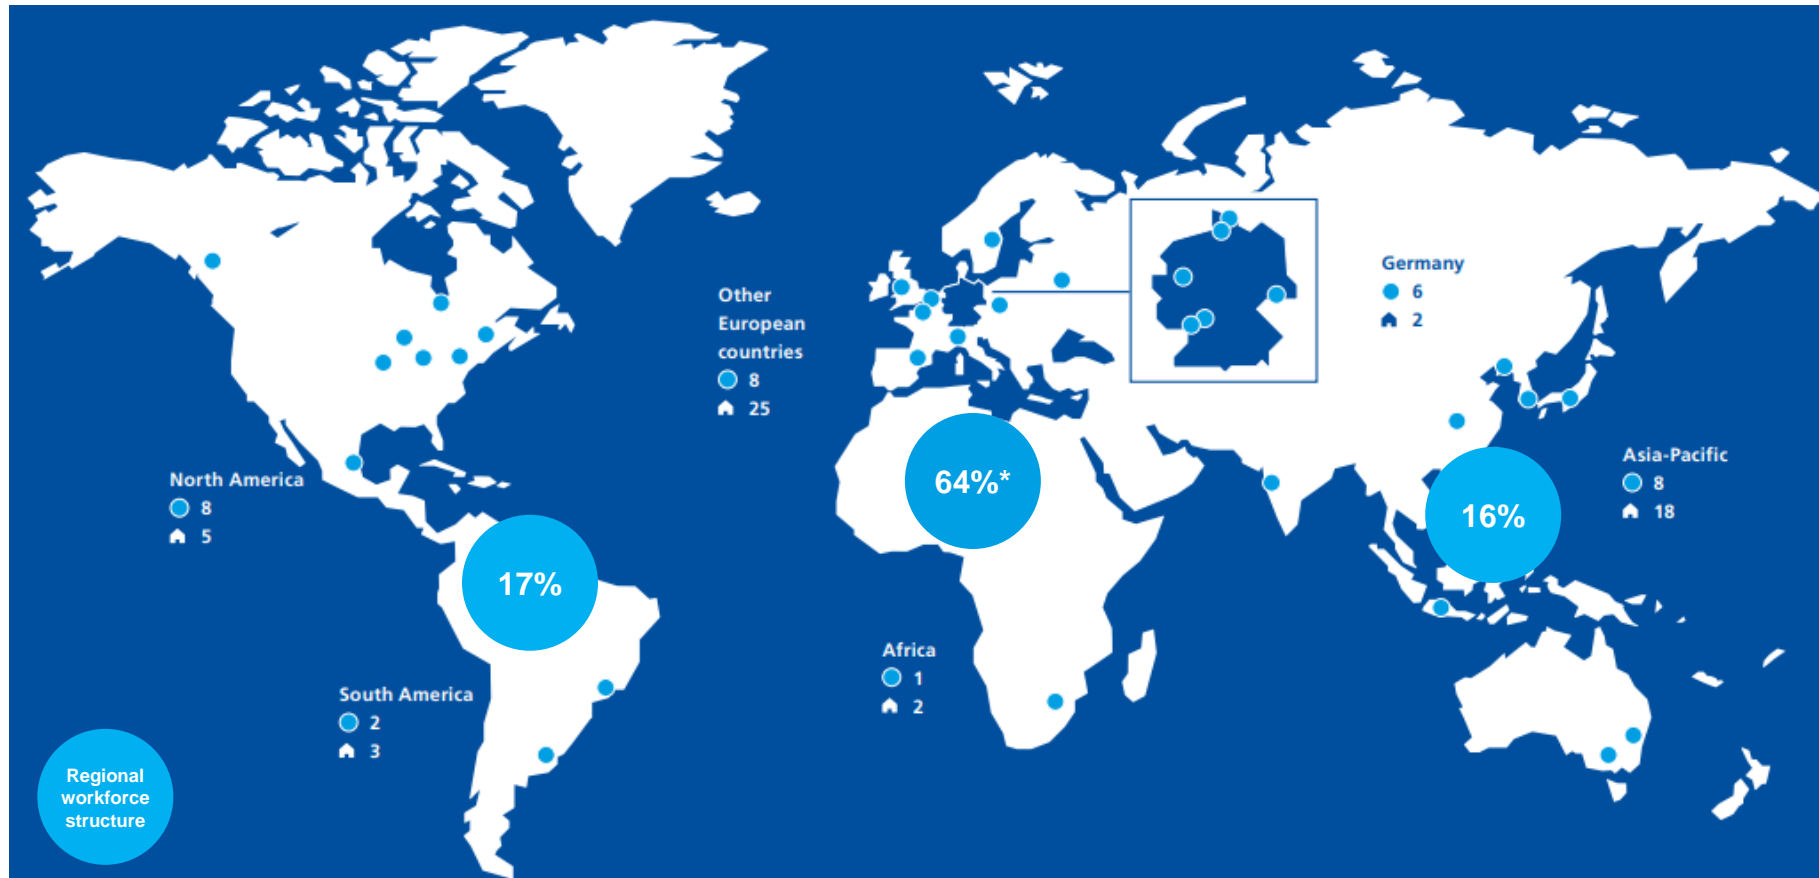 Other
European
countries
8
25
Germany
6
2
North America
8
5
64%*
Asia-Pacific
8
18
16%
17%
Africa
1
2
South America
2
3
Regional
workforce
structure